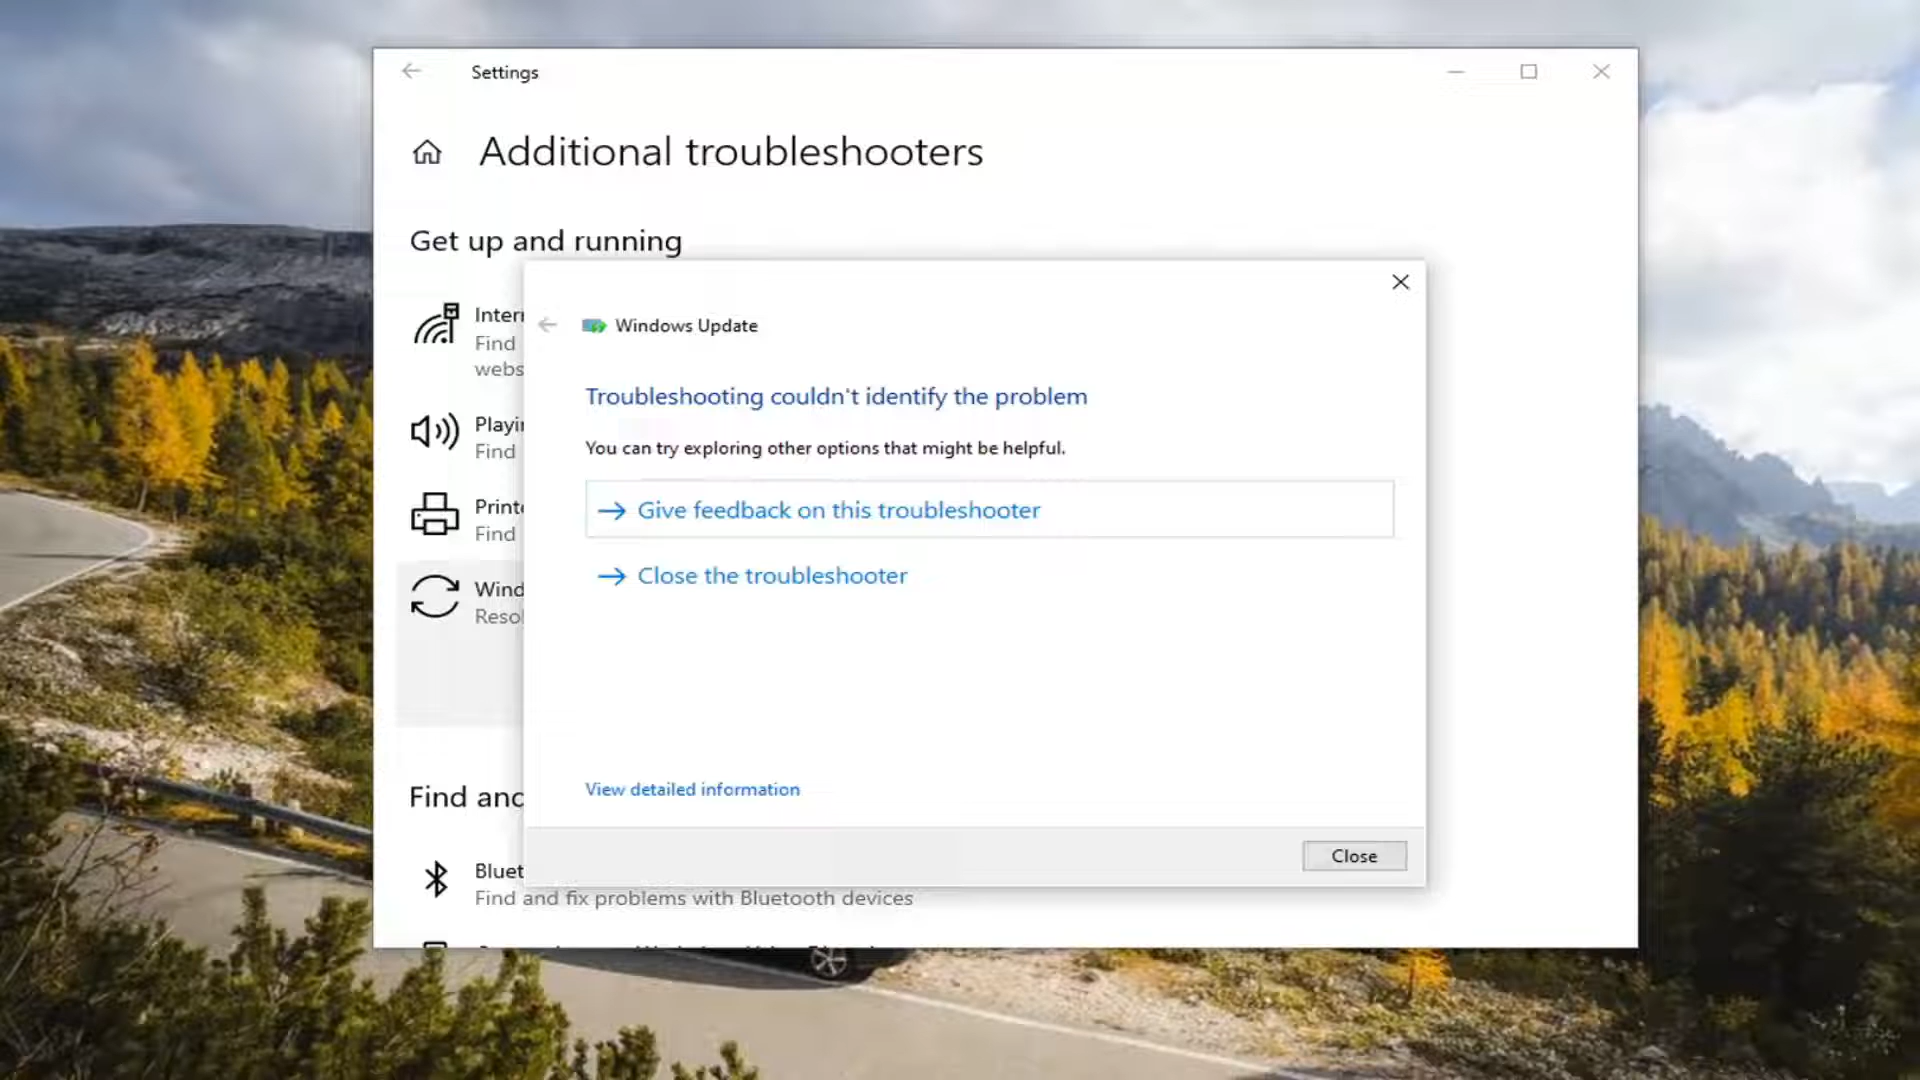 Settings
Additional troubleshooters
Get up and running
Find
Windows Update
Troubleshooting couldn't identify the problem
You can try exploring other options that might be helpful.
Find
Give feedback on this troubleshooter
Find
Close the troubleshooter
View detailed information
Find
Close
Find and fix problems with Bluetooth devices